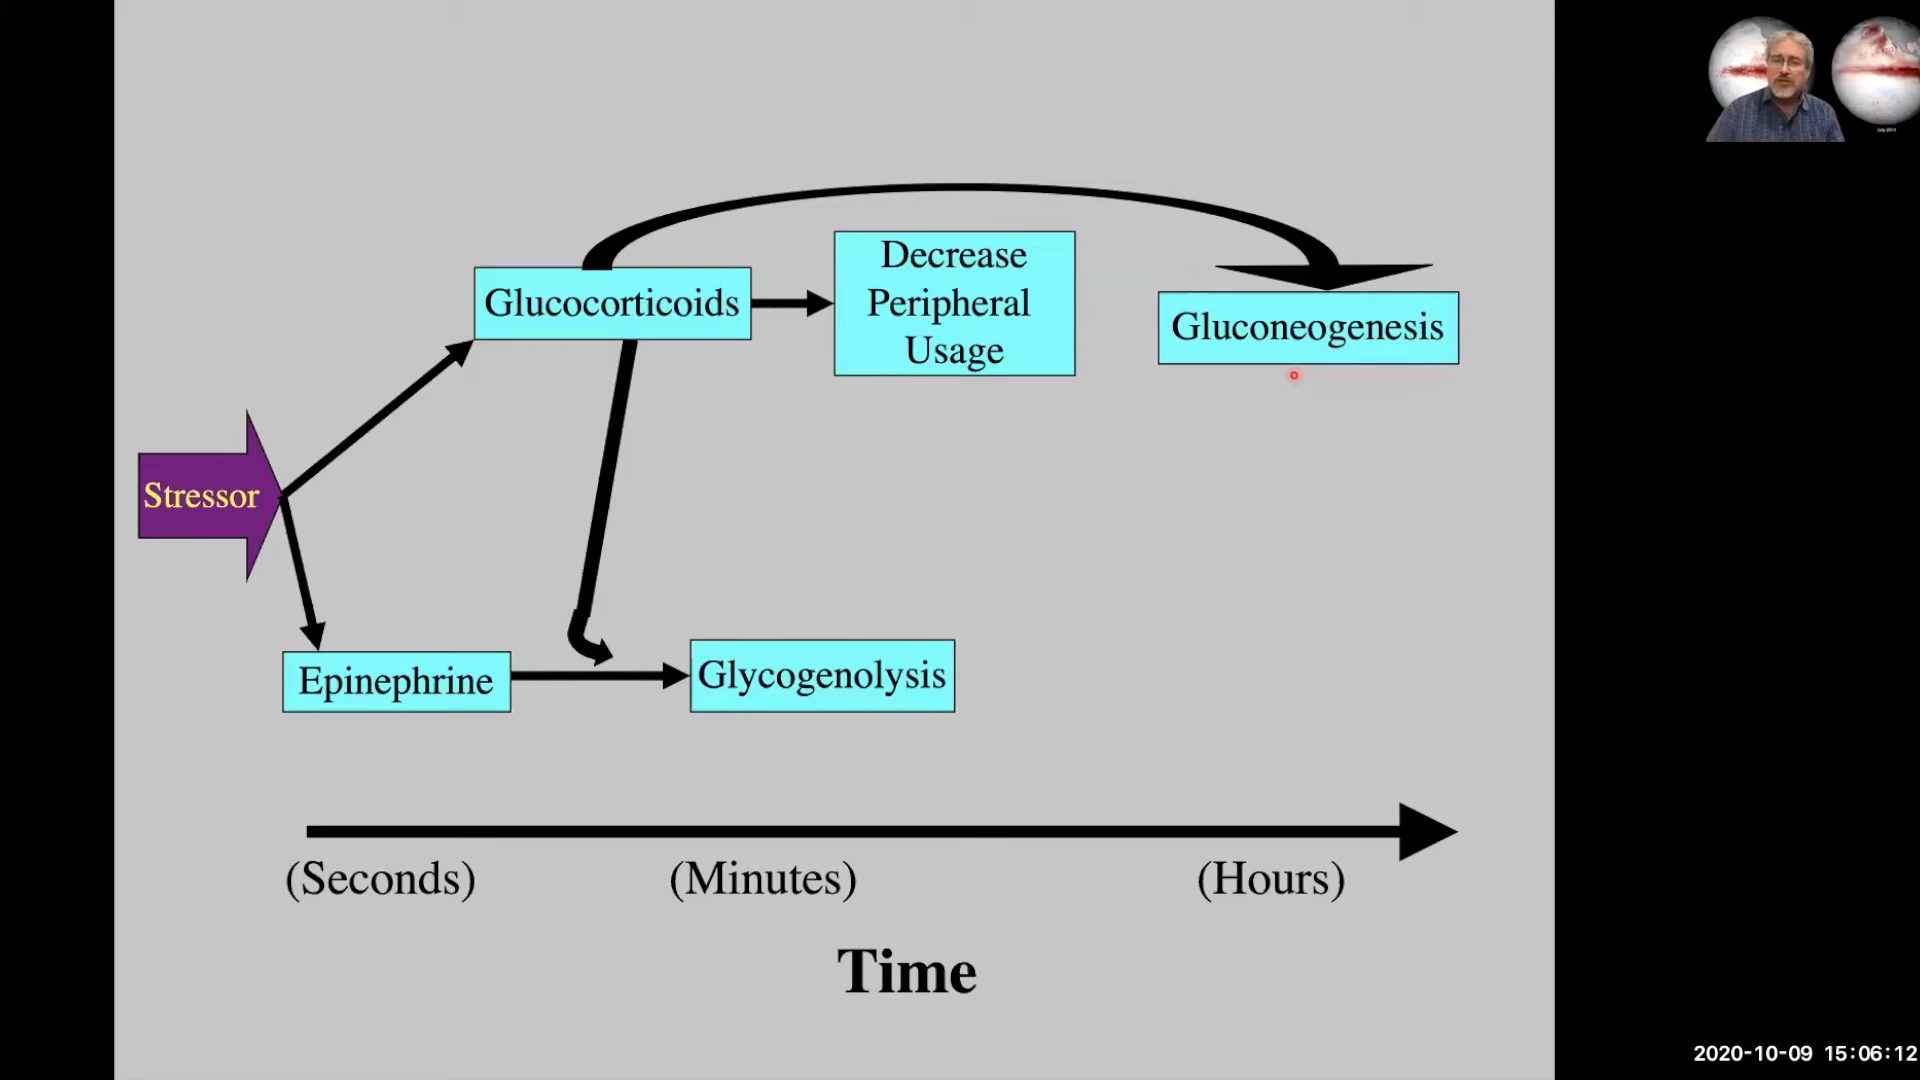 Decrease
Peripheral
Usage
Glucocorticoids
Gluconeogenesis
Stressor
Epinephrine
Glycogenolysis
(Seconds)
(Minutes)
(Hours)
Time
2020-10-09 15:06:12